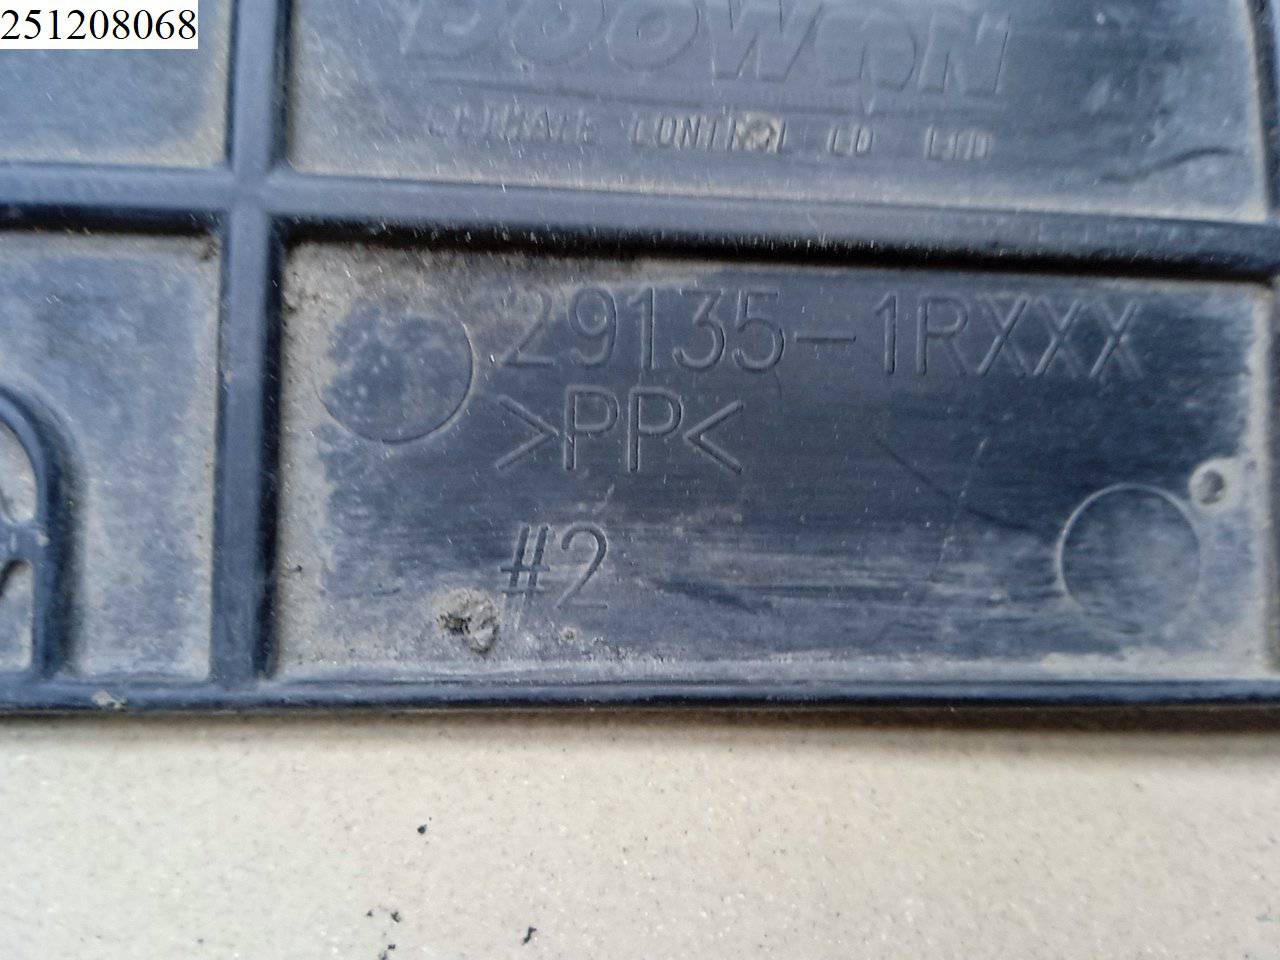 251208068
DOOWON
CLIMATE CONTROL CO LTD
29135-1RXXX
>PP<
#2